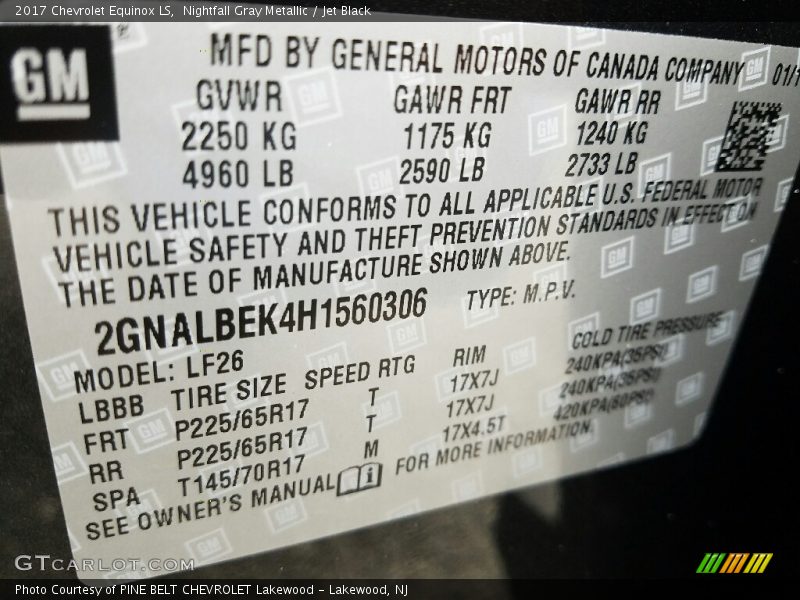 2017 Chevrolet Equinox LS, Nightfall Gray Metallic / Jet Black
GM
MFD BY GENERAL MOTORS OF CANADA COMPANY 01/1
GVWR GAWR FRT GAWR RR
2250 KG 1175 KG 1240 KG
4960 LB 2590 LB 2733 LB
THIS VEHICLE CONFORMS TO ALL APPLICABLE U.S. FEDERAL MOTOR
VEHICLE SAFETY AND THEFT PREVENTION STANDARDS IN EFFECT ON
THE DATE OF MANUFACTURE SHOWN ABOVE.
2GNALBEK4H1560306 TYPE: M.P.V.
MODEL: LF26
LBBB TIRE SIZE SPEED RTG RIM COLD TIRE PRESSURE
FRT P225/65R17 T 17X7J 240KPA(35PSI)
RR P225/65R17 T 17X7J 240KPA(35PSI)
SPA T145/70R17 M 17X4.5T 420KPA(60PSI)
SEE OWNER'S MANUAL i FOR MORE INFORMATION.
GTCARLOT.COM
Photo Courtesy of PINE BELT CHEVROLET Lakewood - Lakewood, NJ